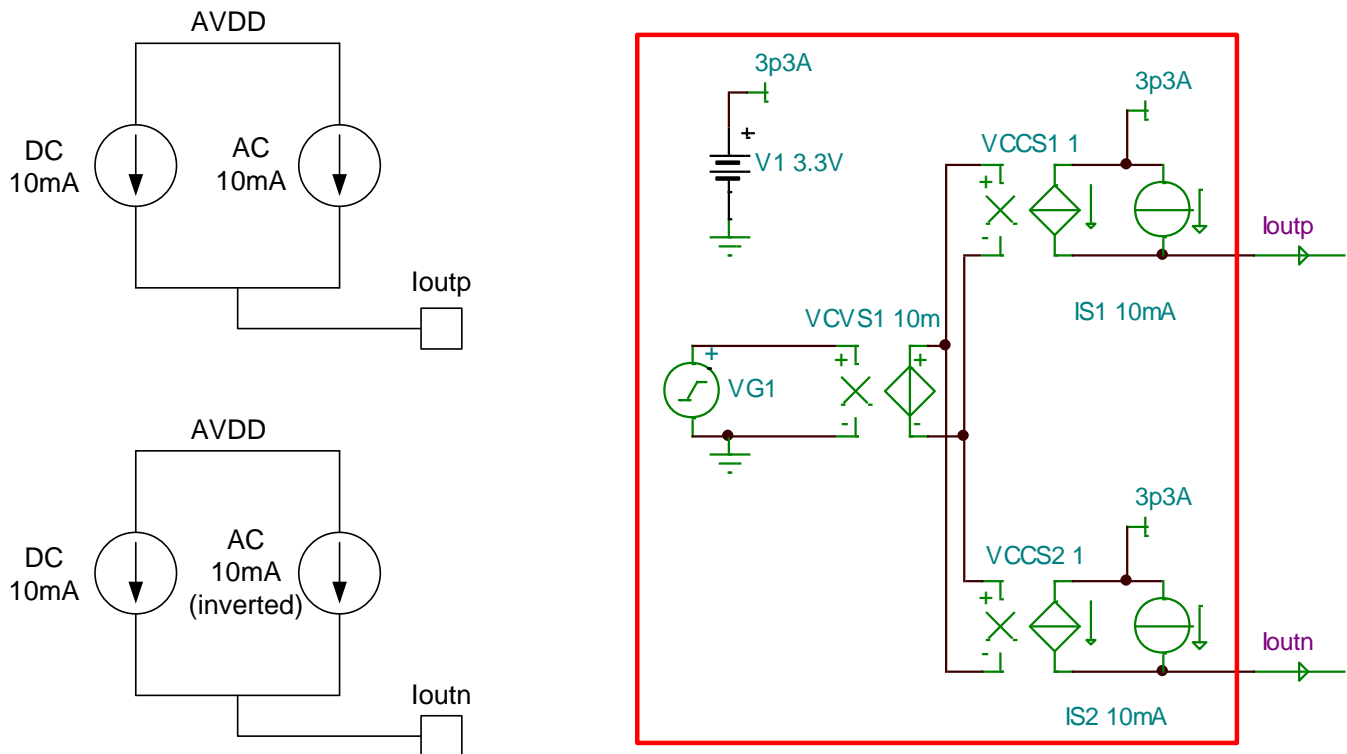 AVDD
DC
10mA
AC
10mA
Ioutp
AVDD
DC
10mA
AC
10mA
(inverted)
Ioutn
3p3A
+
V1 3.3V
VCCS1 1
3p3A
+
-
Ioutp
IS1 10mA
VCVS1 10m
+
VG1
+
-
+
-
3p3A
VCCS2 1
+
-
Ioutn
IS2 10mA